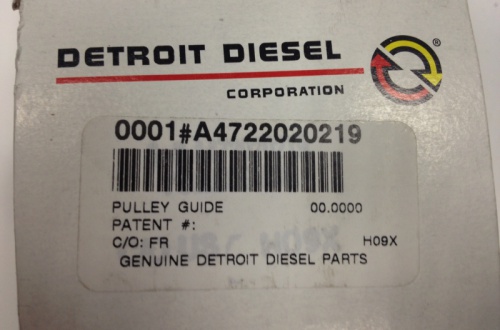 DETROIT DIESEL ®
CORPORATION
0001#A4722020219
PULLEY GUIDE 00.0000
PATENT #:
C/O: FR H09X
GENUINE DETROIT DIESEL PARTS